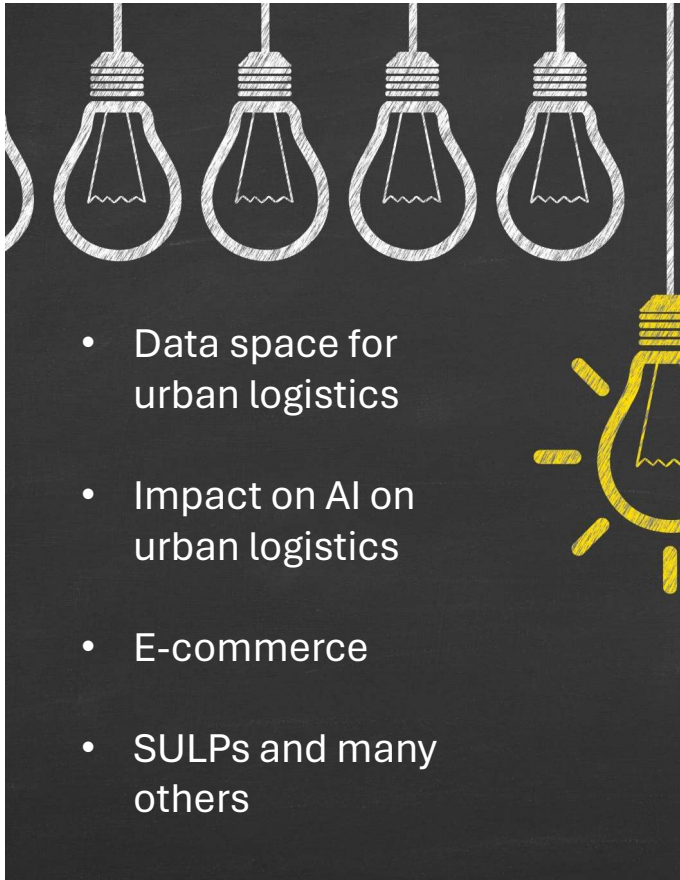 • Data space for
urban logistics
• Impact on AI on
urban logistics
• E-commerce
• SULPs and many
others